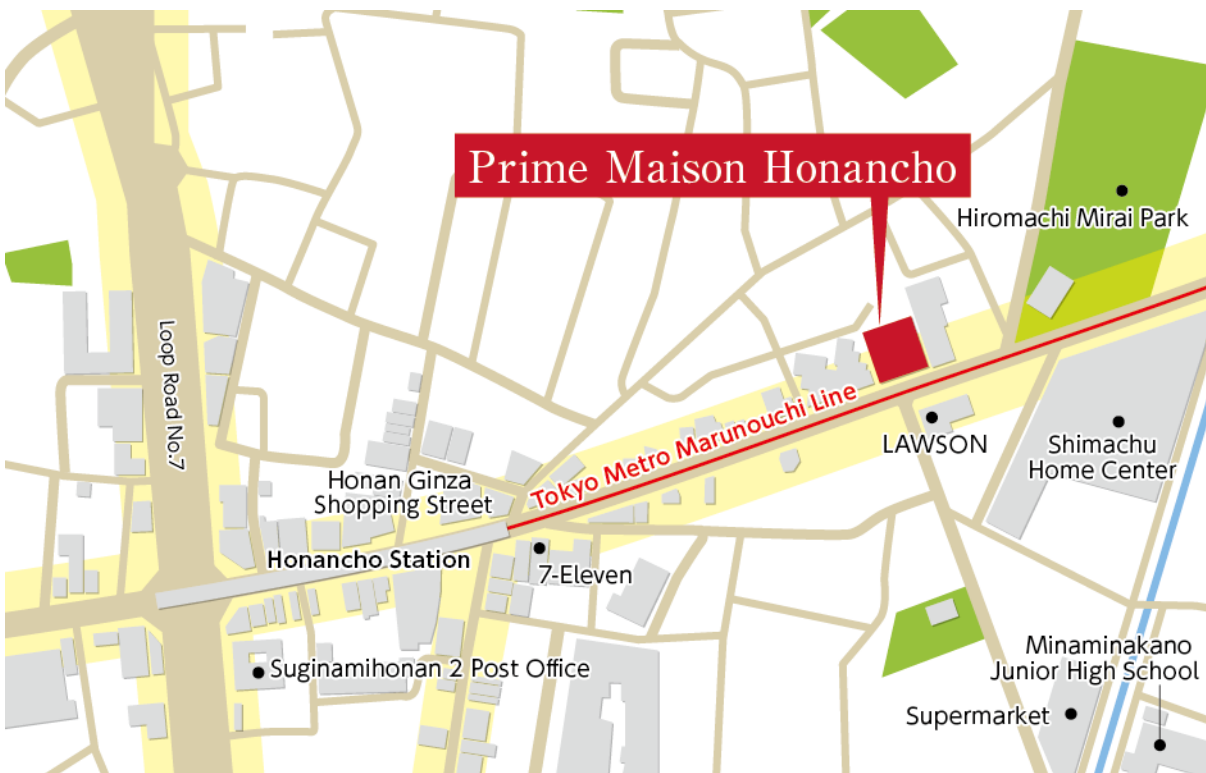 Prime Maison Honancho
Hiromachi Mirai Park
Loop Road No.7
Tokyo Metro Marunouchi Line
LAWSON
Shimachu
Home Center
Honan Ginza
Shopping Street
Honancho Station
7-Eleven
Suginamihonan 2 Post Office
Minaminakano
Junior High School
Supermarket